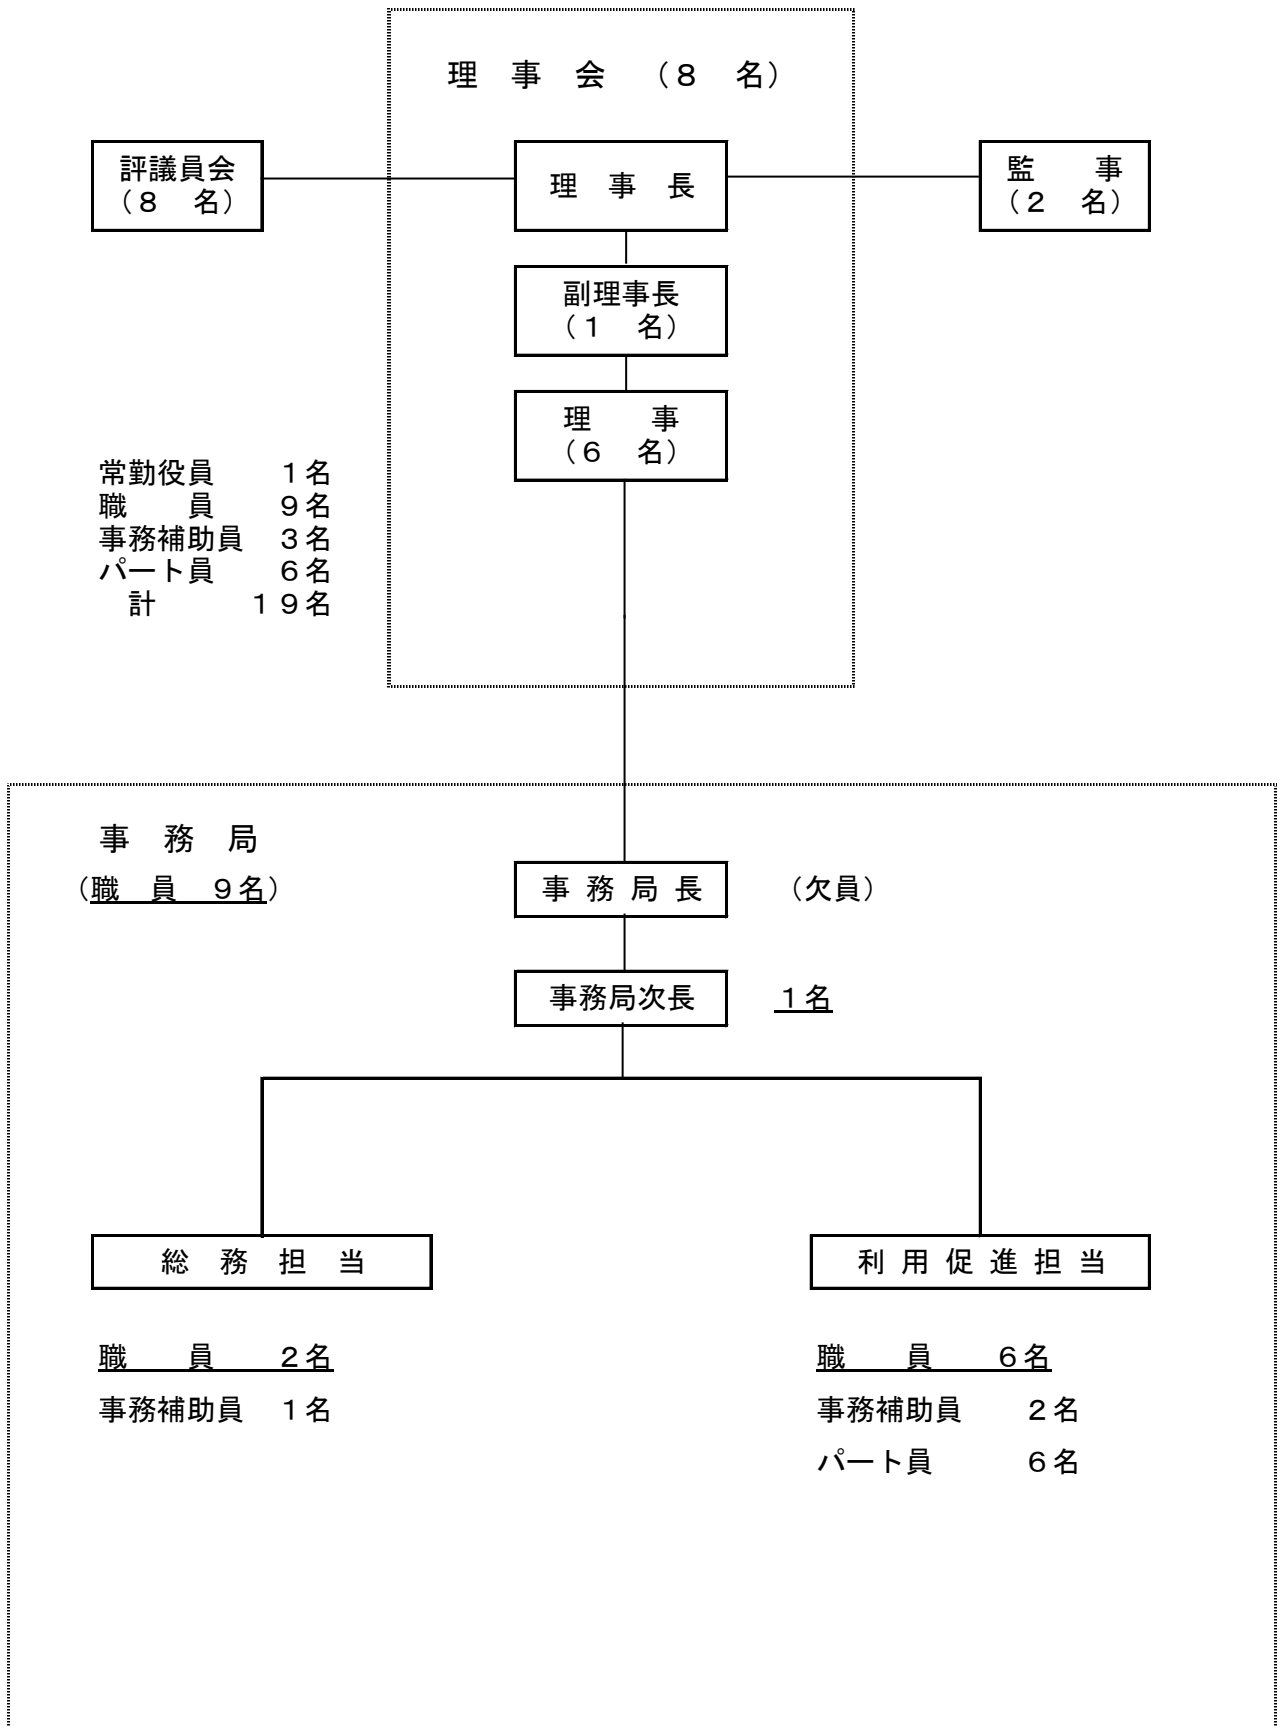 理　事　会　（８　名）
評議員会
（８　名）
理　事　長
監　　事
（２　名）
副理事長
（１　名）
理　　事
（６　名）
常勤役員　　１名
職　　員　　９名
事務補助員　３名
パート員　　６名
計　　　１９名
事　務　局
（職　員　９名）
事 務 局 長
（欠員）
事務局次長
１名
総　務　担　当
利 用 促 進 担 当
職　　員　　２名
事務補助員　１名
職　　員　　６名
事務補助員　　２名
パート員　　　６名